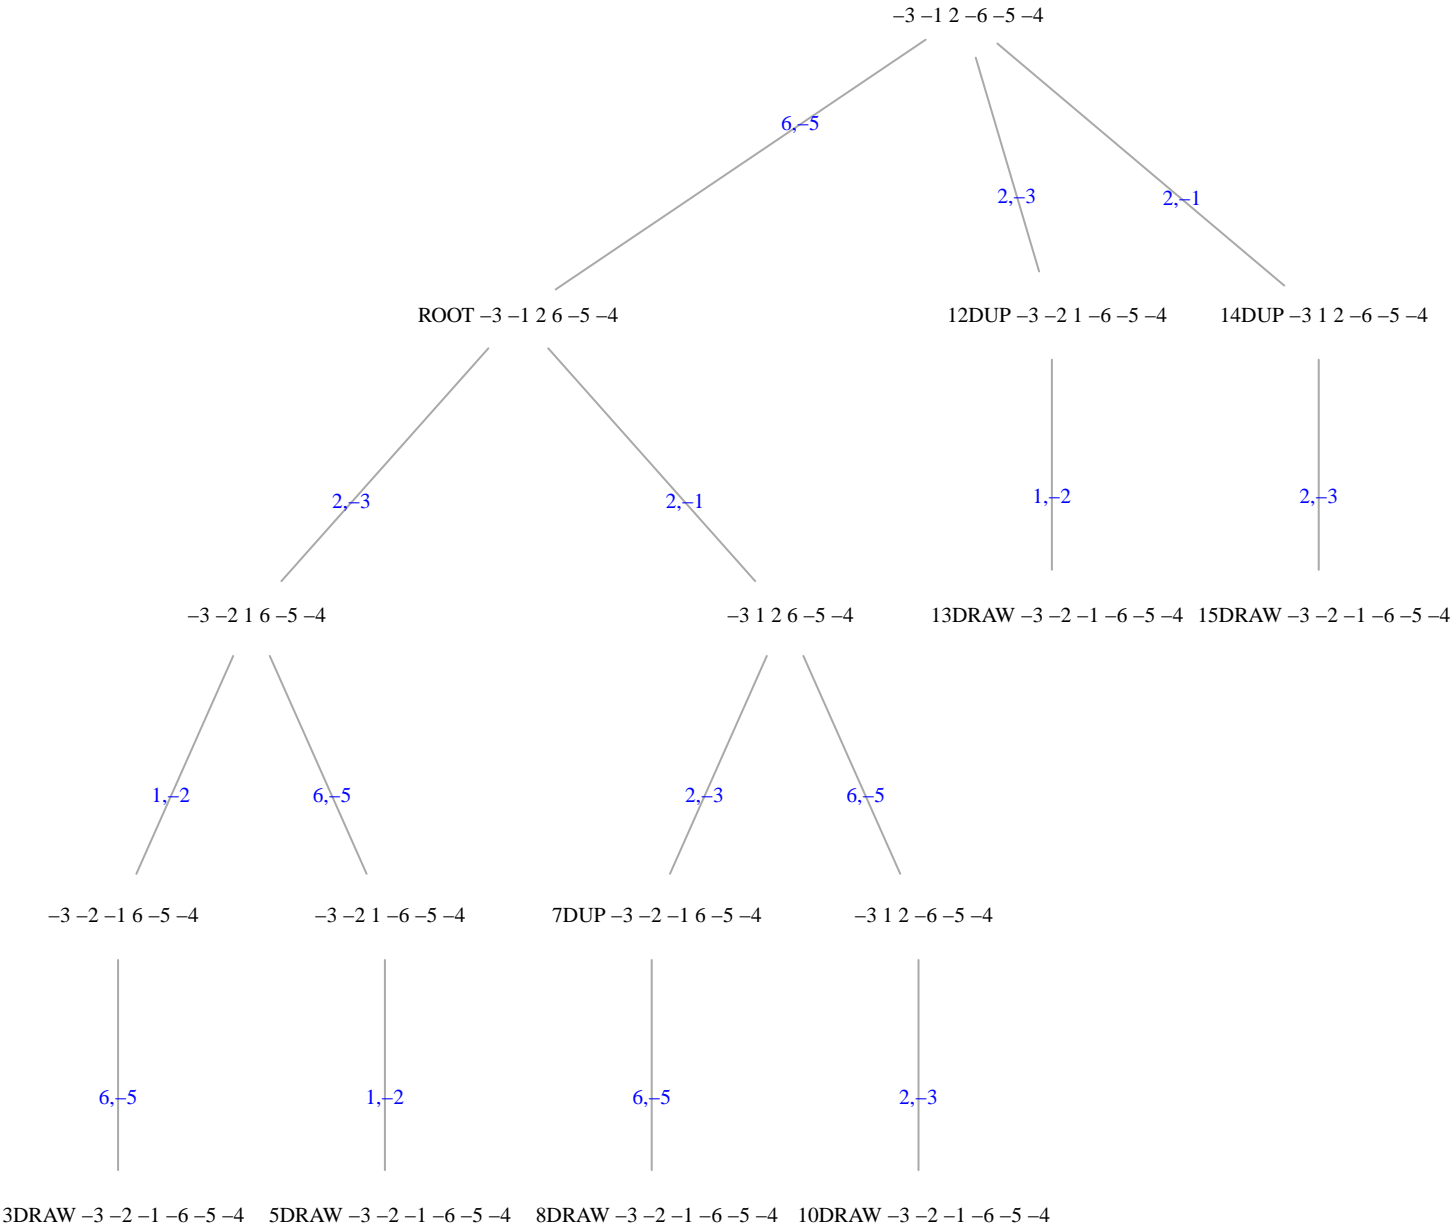 –3 –1 2 –6 –5 –4
6,–5
2,–3
2,–1
ROOT –3 –1 2 6 –5 –4
12DUP –3 –2 1 –6 –5 –4
14DUP –3 1 2 –6 –5 –4
2,–3
2,–1
1,–2
2,–3
–3 –2 1 6 –5 –4
–3 1 2 6 –5 –4
13DRAW –3 –2 –1 –6 –5 –4
15DRAW –3 –2 –1 –6 –5 –4
1,–2
6,–5
2,–3
6,–5
–3 –2 –1 6 –5 –4
–3 –2 1 –6 –5 –4
7DUP –3 –2 –1 6 –5 –4
–3 1 2 –6 –5 –4
6,–5
1,–2
6,–5
2,–3
3DRAW –3 –2 –1 –6 –5 –4
5DRAW –3 –2 –1 –6 –5 –4
8DRAW –3 –2 –1 –6 –5 –4
10DRAW –3 –2 –1 –6 –5 –4